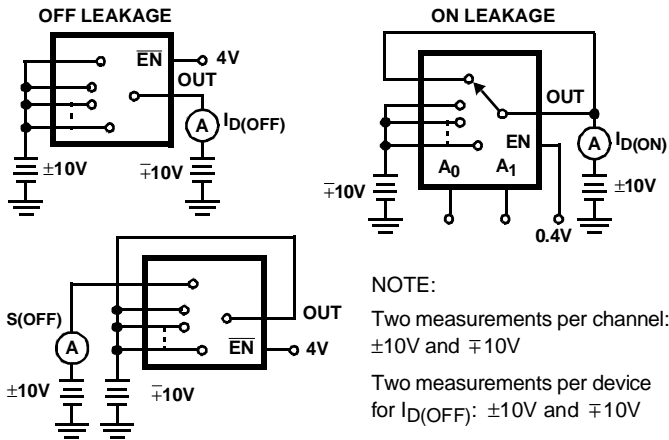 OFF LEAKAGE
EN
4V
OUT
A
I_D(OFF)
±10V
∓10V
ON LEAKAGE
OUT
EN
A
I_D(ON)
A₀
A₁
∓10V
±10V
0.4V
S(OFF)
A
OUT
EN
4V
±10V
∓10V
NOTE:
Two measurements per channel:
±10V and ∓10V
Two measurements per device
for I_D(OFF): ±10V and ∓10V